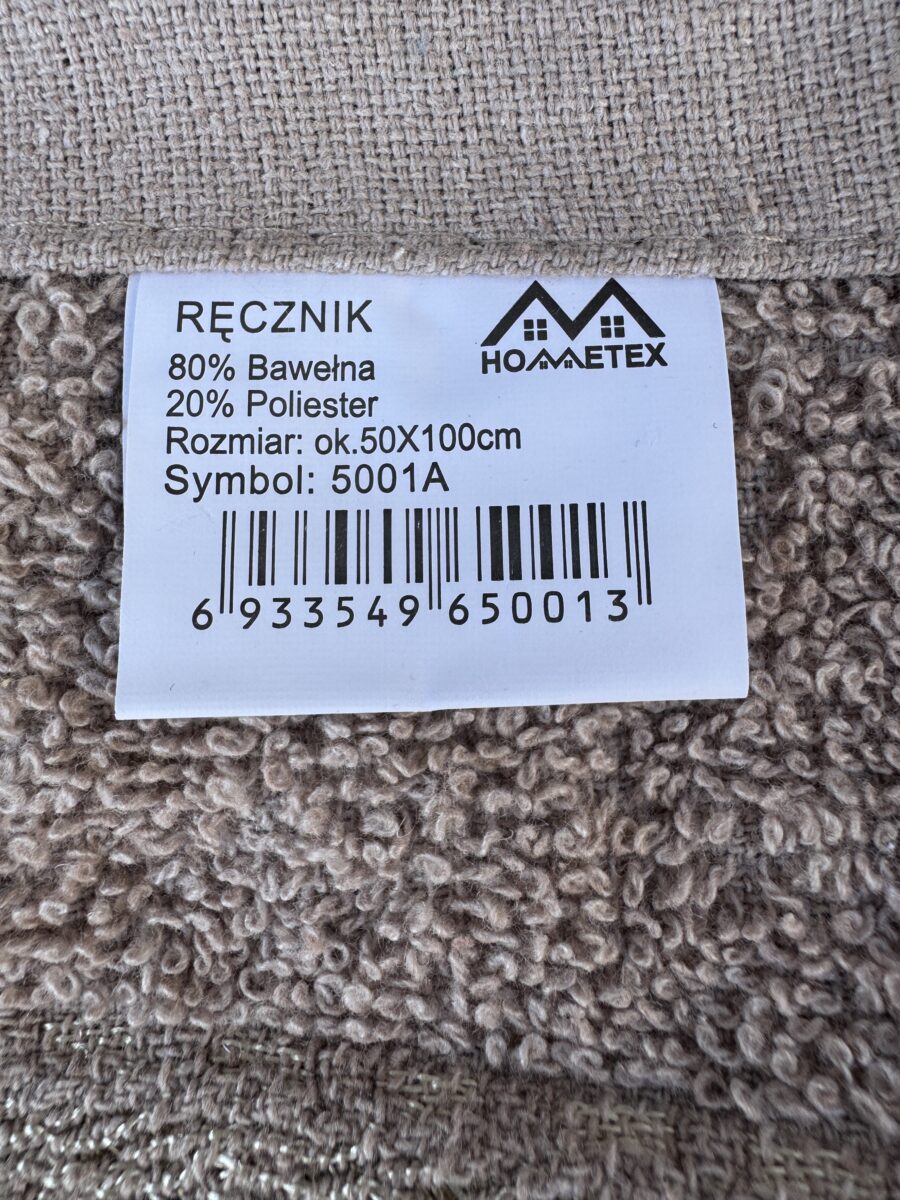 RĘCZNIK
HOMETEX
80% Bawełna
20% Poliester
Rozmiar: ok.50X100cm
Symbol: 5001A
6 933549 650013